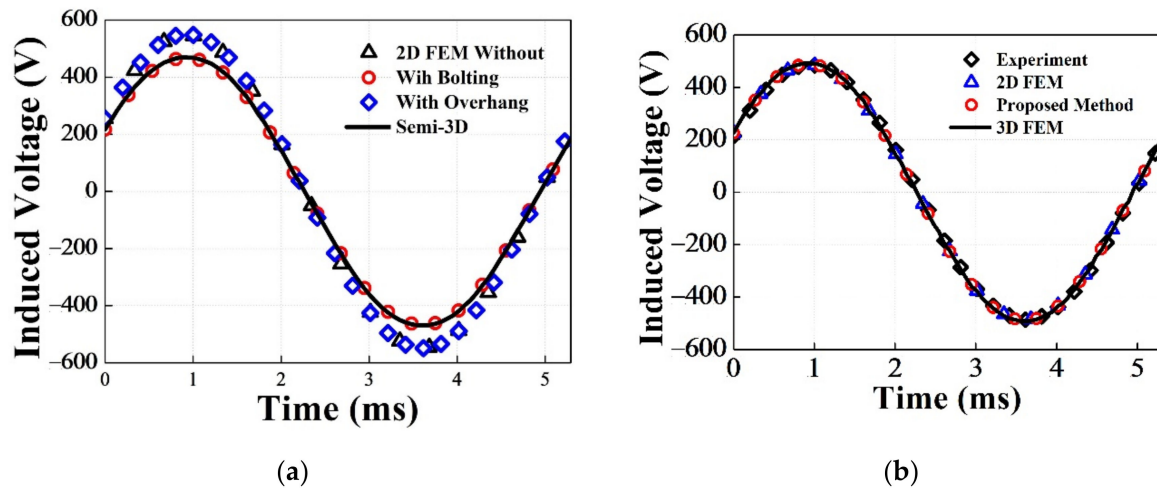 600
400
200
0
−200
−400
−600
Induced Voltage (V)
2D FEM Without
Wih Bolting
With Overhang
Semi-3D
0 1 2 3 4 5
Time (ms)
(a)
600
400
200
0
−200
−400
−600
Induced Voltage (V)
Experiment
2D FEM
Proposed Method
3D FEM
0 1 2 3 4 5
Time (ms)
(b)